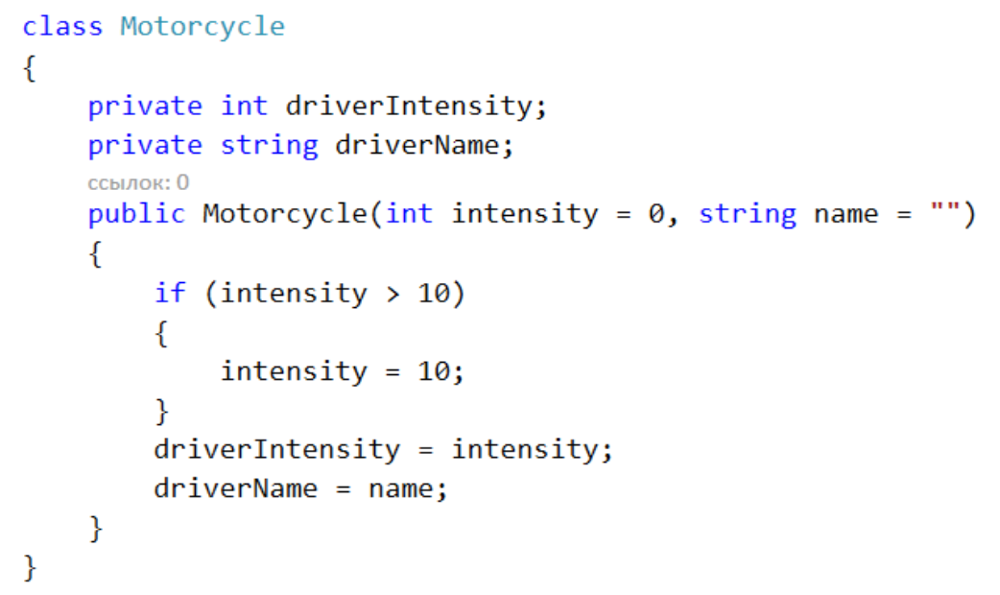 class Motorcycle
{
    private int driverIntensity;
    private string driverName;
    ссылок: 0
    public Motorcycle(int intensity = 0, string name = "")
    {
        if (intensity > 10)
        {
            intensity = 10;
        }
        driverIntensity = intensity;
        driverName = name;
    }
}